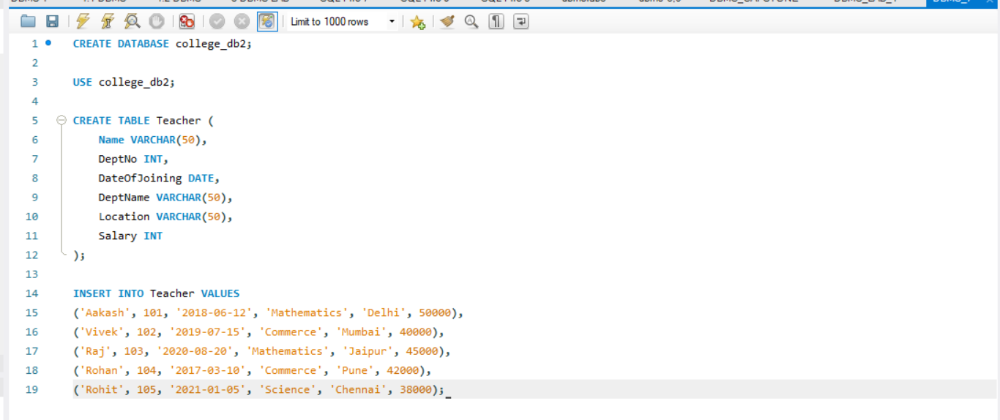 Limit to 1000 rows
1 CREATE DATABASE college_db2;
2
3 USE college_db2;
4
5 CREATE TABLE Teacher (
6 Name VARCHAR(50),
7 DeptNo INT,
8 DateOfJoining DATE,
9 DeptName VARCHAR(50),
10 Location VARCHAR(50),
11 Salary INT
12 );
13
14 INSERT INTO Teacher VALUES
15 ('Aakash', 101, '2018-06-12', 'Mathematics', 'Delhi', 50000),
16 ('Vivek', 102, '2019-07-15', 'Commerce', 'Mumbai', 40000),
17 ('Raj', 103, '2020-08-20', 'Mathematics', 'Jaipur', 45000),
18 ('Rohan', 104, '2017-03-10', 'Commerce', 'Pune', 42000),
19 ('Rohit', 105, '2021-01-05', 'Science', 'Chennai', 38000);